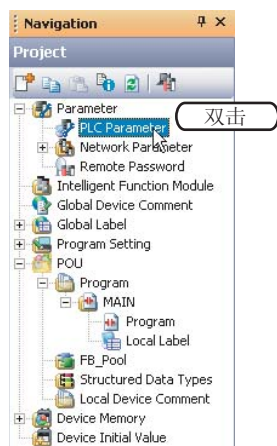 Navigation
Project
Parameter
PLC Parameter
双击
Network Parameter
Remote Password
Intelligent Function Module
Global Device Comment
Global Label
Program Setting
POU
Program
MAIN
Program
Local Label
FB_Pool
Structured Data Types
Local Device Comment
Device Memory
Device Initial Value